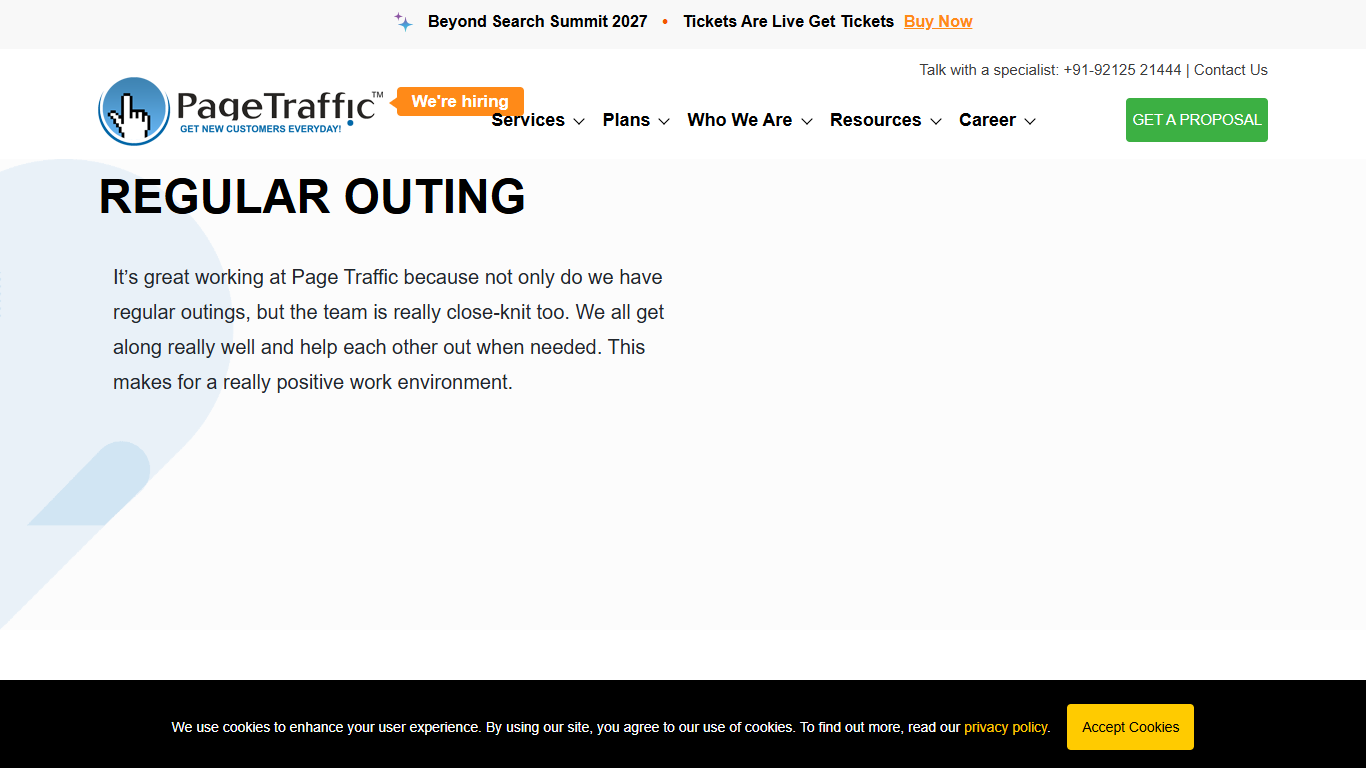 Beyond Search Summit 2027 • Tickets Are Live Get Tickets Buy Now
Talk with a specialist: +91-92125 21444 | Contact Us
PageTraffic™
GET NEW CUSTOMERS EVERYDAY!
We're hiring
Services Plans Who We Are Resources Career
GET A PROPOSAL
REGULAR OUTING
It’s great working at Page Traffic because not only do we have
regular outings, but the team is really close-knit too. We all get
along really well and help each other out when needed. This
makes for a really positive work environment.
We use cookies to enhance your user experience. By using our site, you agree to our use of cookies. To find out more, read our privacy policy.
Accept Cookies